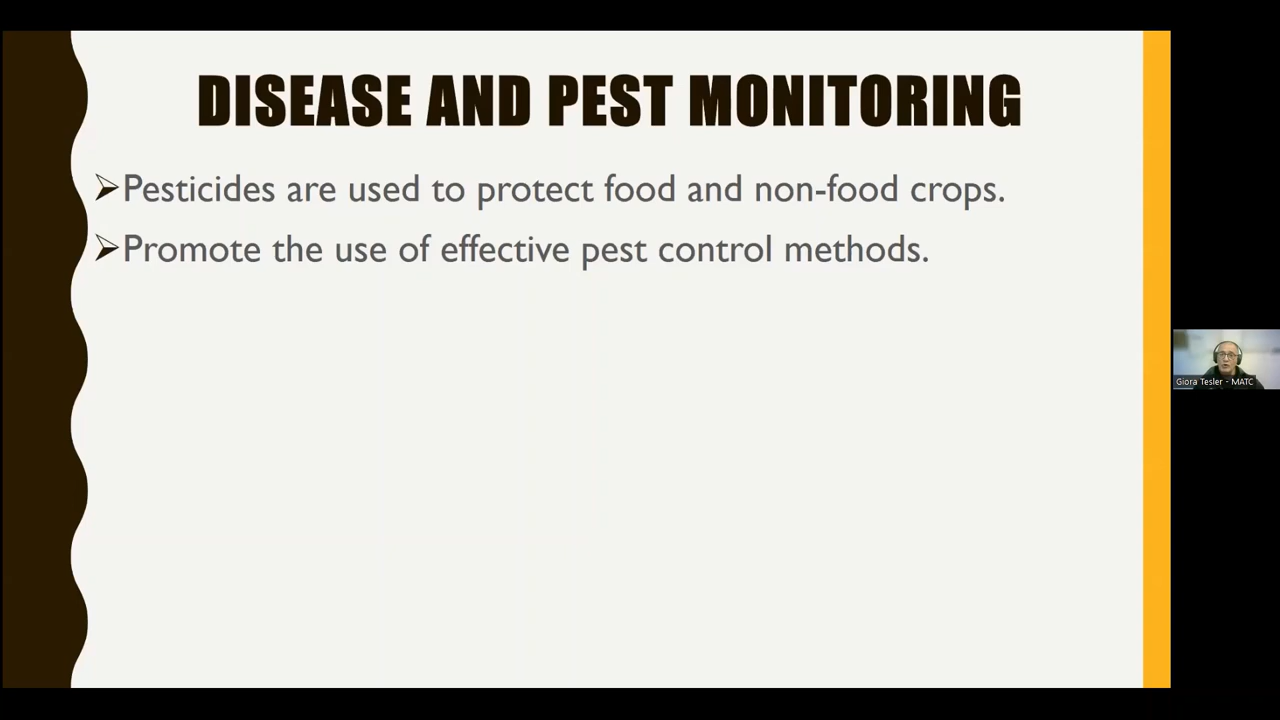 DISEASE AND PEST MONITORING
➢Pesticides are used to protect food and non-food crops.
➢Promote the use of effective pest control methods.
Giora Tesler - MATC